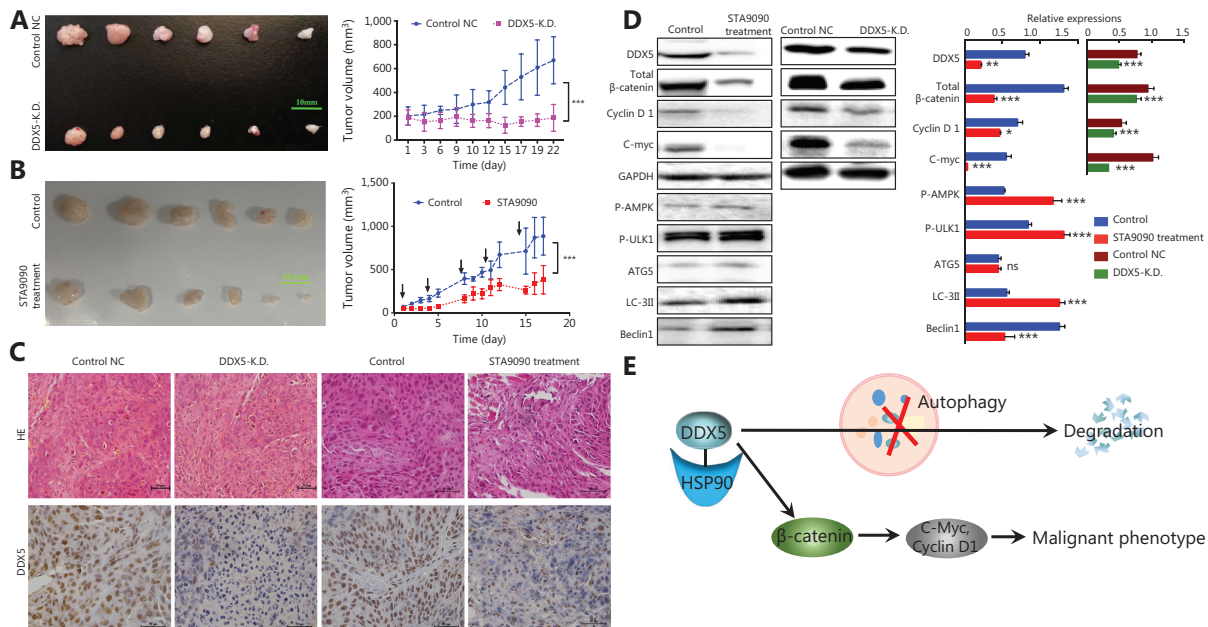 A
Control NC
DDX5-K.D.
10mm
Control NC
DDX5-K.D.
Tumor volume (mm3)
1,000
800
600
400
200
0
***
1 3 6 9 10 12 15 17 19 22
Time (day)
B
Control
STA9090
treatment
Control
STA9090
Tumor volume (mm3)
1,500
1,000
500
0
***
0 5 10 15 20
Time (day)
C
Control NC
DDX5-K.D.
Control
STA9090 treatment
HE
DDX5
D
Control
STA9090
treatment
Control NC
DDX5-K.D.
DDX5
Total
β-catenin
Cyclin D 1
C-myc
GAPDH
P-AMPK
P-ULK1
ATG5
LC-3II
Beclin1
Relative expressions
0 0.5 1.0 1.5
0 0.5 1.0 1.5
DDX5
**
***
Total
β-catenin
***
***
Cyclin D 1
*
***
C-myc
***
***
P-AMPK
***
P-ULK1
***
ATG5
ns
LC-3II
***
Beclin1
***
Control
STA9090 treatment
Control NC
DDX5-K.D.
E
DDX5
HSP90
Autophagy
Degradation
β-catenin
C-Myc,
Cyclin D1
Malignant phenotype